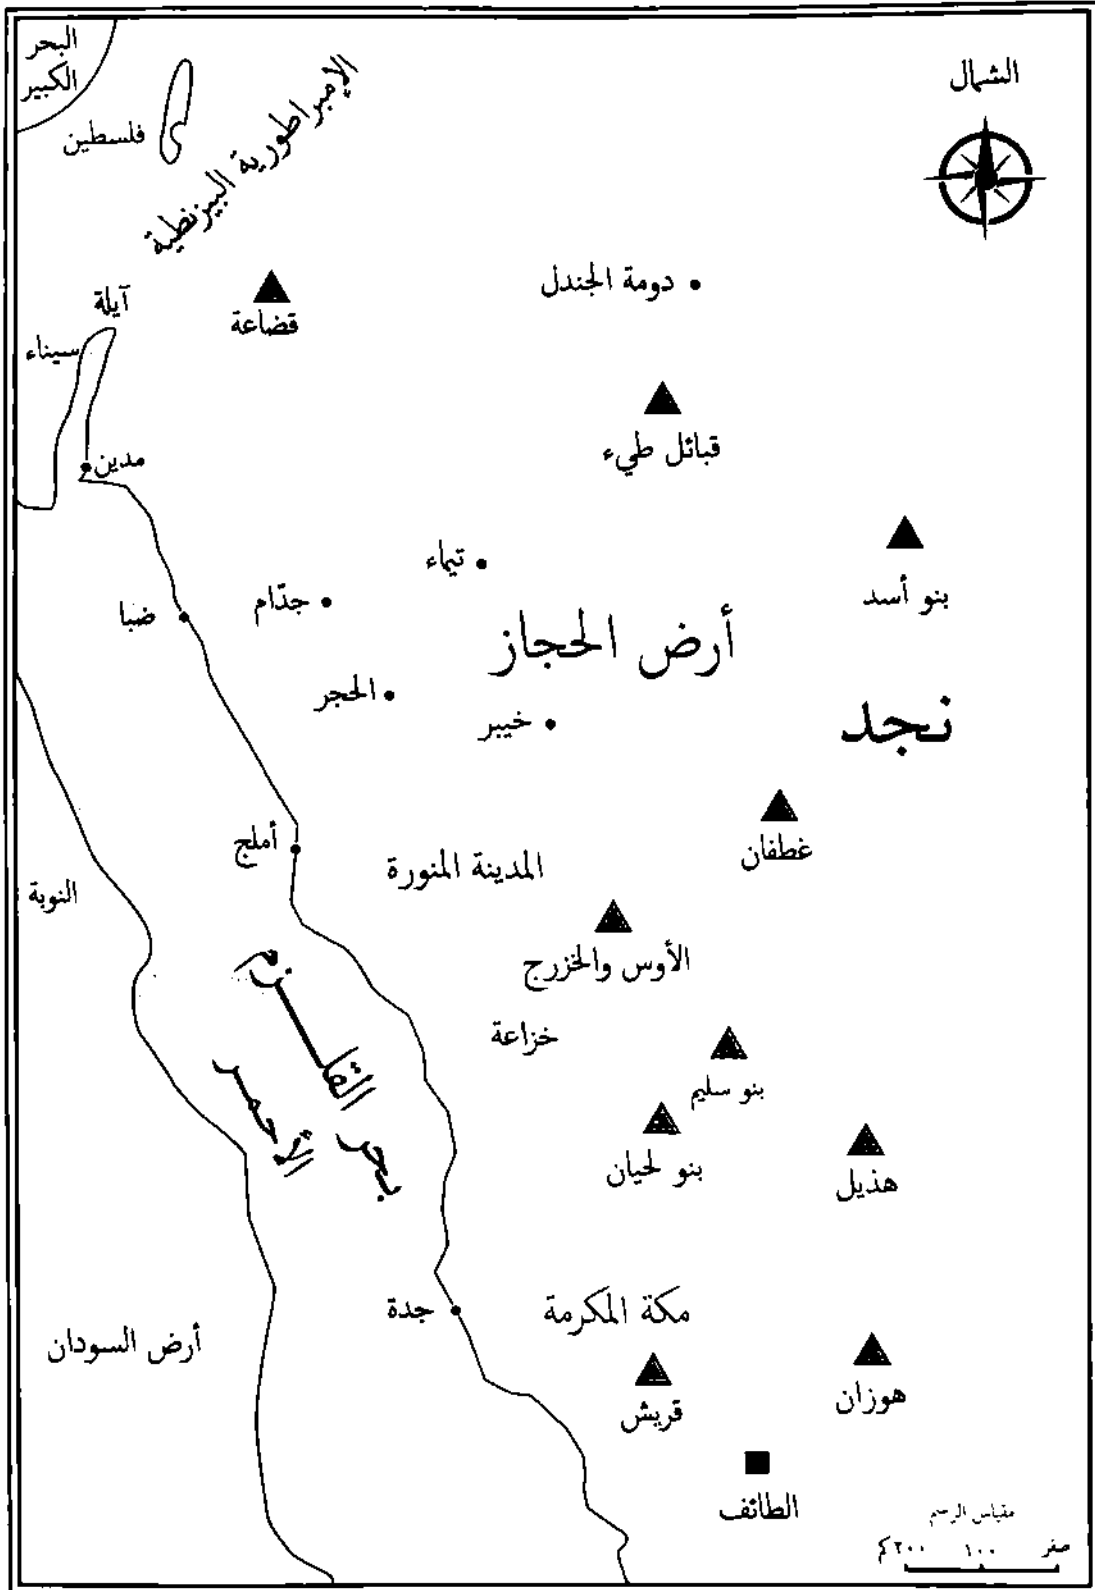 البحر
الكبير
الشمال
فلسطين
الإمبراطورية البيزنطية
دومة الجندل
آيلة
قضاعة
سيناء
قبائل طيء
مدين
تيماء
بنو أسد
جدّام
ضبا
أرض الحجاز
الحجر
خيبر
نجد
أملج
غطفان
المدينة المنورة
النوبة
الأوس والخزرج
خزاعة
بحر القلزم
الأحمر
بنو سليم
بنو لحيان
هذيل
مكة المكرمة
جدة
أرض السودان
قريش
هوزان
الطائف
مقياس الرسم
صفر ١٠٠ ٢٠٠كم